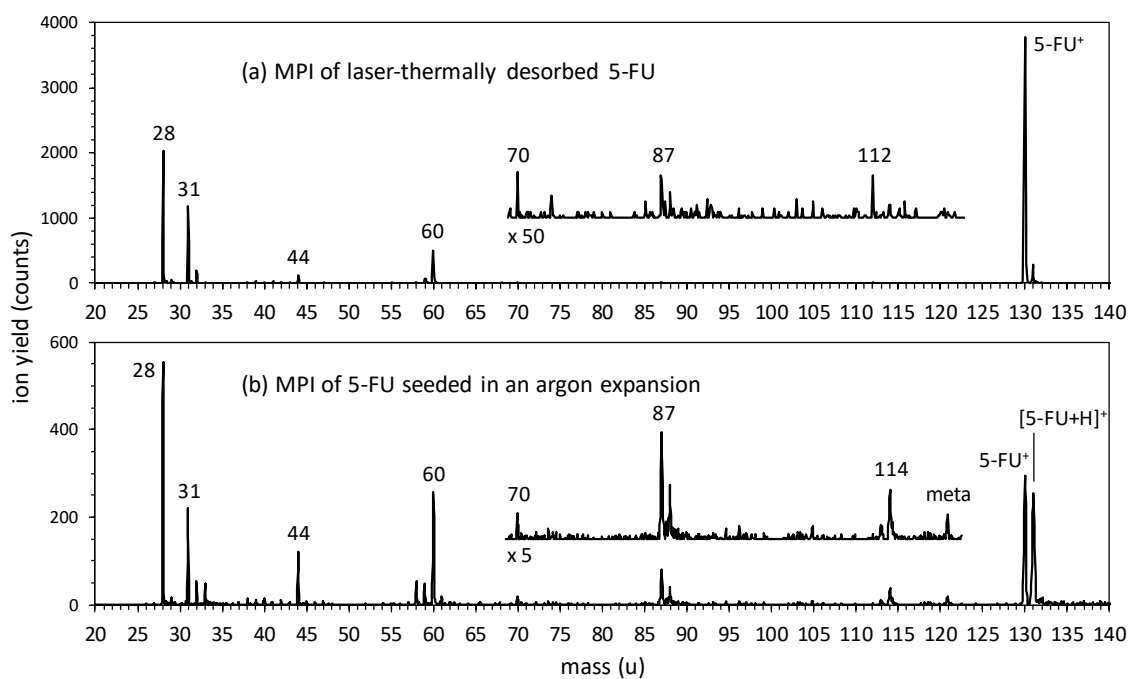 4000
3000
2000
1000
0
(a) MPI of laser-thermally desorbed 5-FU
28
31
44
60
70
87
112
x 50
5-FU⁺
20 25 30 35 40 45 50 55 60 65 70 75 80 85 90 95 100 105 110 115 120 125 130 135 140
ion yield (counts)
600
400
200
0
(b) MPI of 5-FU seeded in an argon expansion
28
31
44
60
70
87
114
meta
x 5
5-FU⁺
[5-FU+H]⁺
20 25 30 35 40 45 50 55 60 65 70 75 80 85 90 95 100 105 110 115 120 125 130 135 140
mass (u)